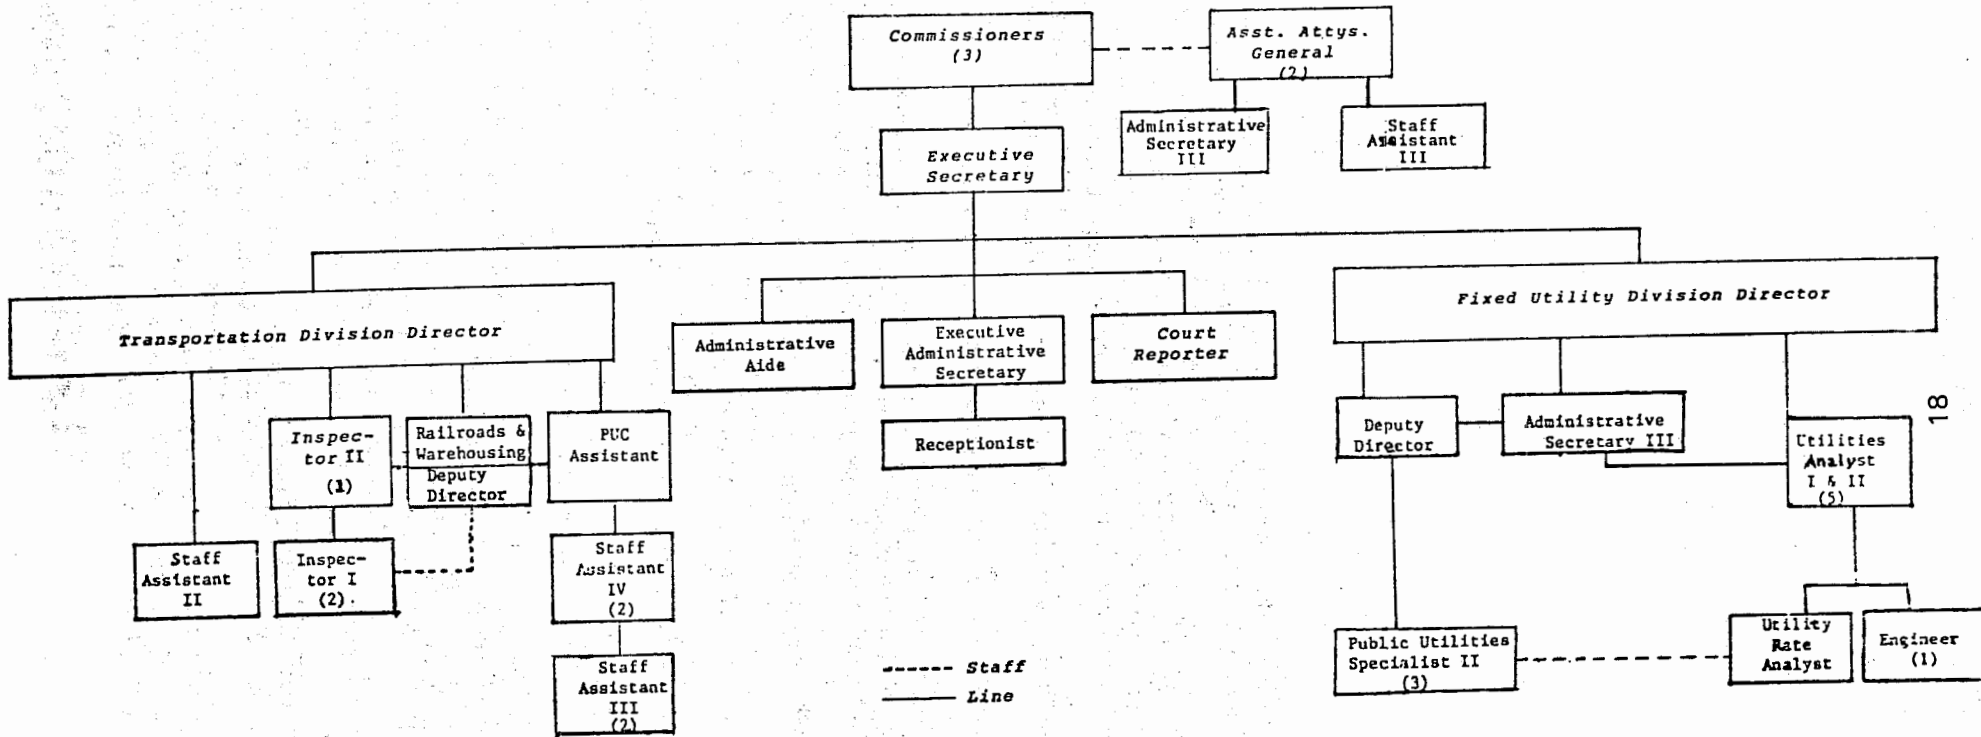 Commissioners
(3)
Asst. Attys.
General
(2)
Administrative
Secretary
III
Staff
Assistant
III
Executive
Secretary
Transportation Division Director
Administrative
Aide
Executive
Administrative
Secretary
Court
Reporter
Fixed Utility Division Director
Receptionist
Inspec-
tor II
(1)
Railroads &
Warehousing
Deputy
Director
PUC
Assistant
Deputy
Director
Administrative
Secretary III
Utilities
Analyst
I & II
(5)
18
Staff
Assistant
II
Inspec-
tor I
(2).
Staff
Assistant
IV
(2)
Staff
Assistant
III
(2)
Public Utilities
Specialist II
(3)
Utility
Rate
Analyst
Engineer
(1)
Staff
Line